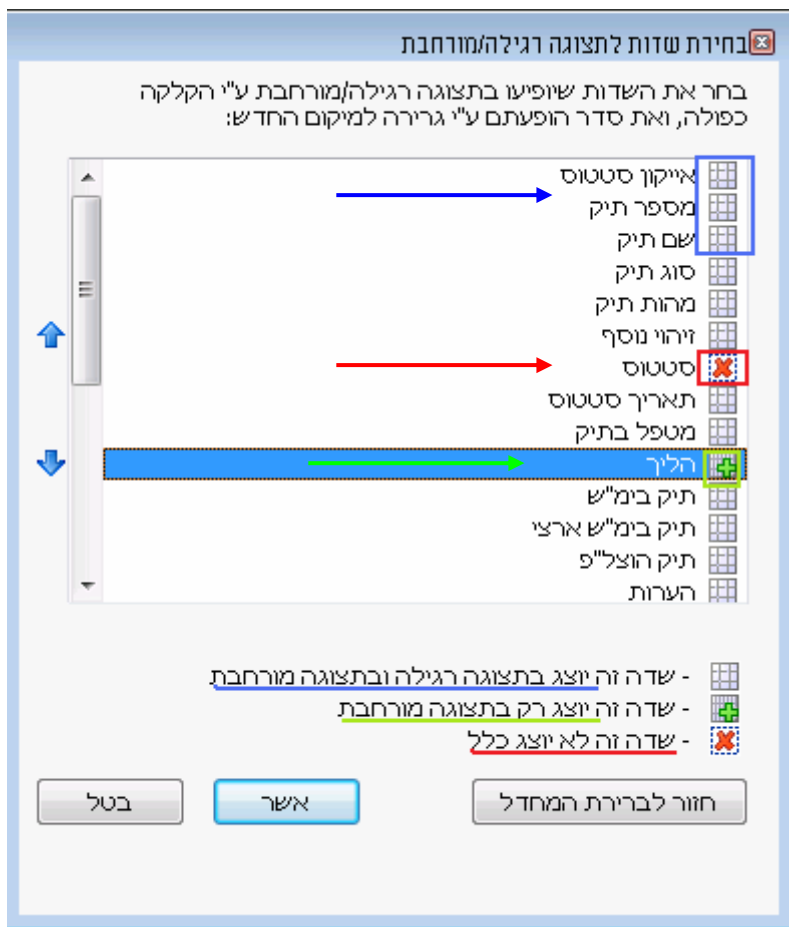 בחירת שדות לתצוגה רגילה/מורחבת
בחר את השדות שיופיעו בתצוגה רגילה/מורחבת ע"י הקלקה
כפולה, ואת סדר הופעתם ע"י גרירה למיקום החדש:
אייקון סטטוס
מספר תיק
שם תיק
סוג תיק
מהות תיק
זיהוי נוסף
סטטוס
תאריך סטטוס
מטפל בתיק
הליך
תיק בימ"ש
תיק בימ"ש ארצי
תיק הוצל"פ
הערות
- שדה זה יוצג בתצוגה רגילה ובתצוגה מורחבת
- שדה זה יוצג רק בתצוגה מורחבת
- שדה זה לא יוצג כלל
חזור לברירת המחדל
אשר
בטל